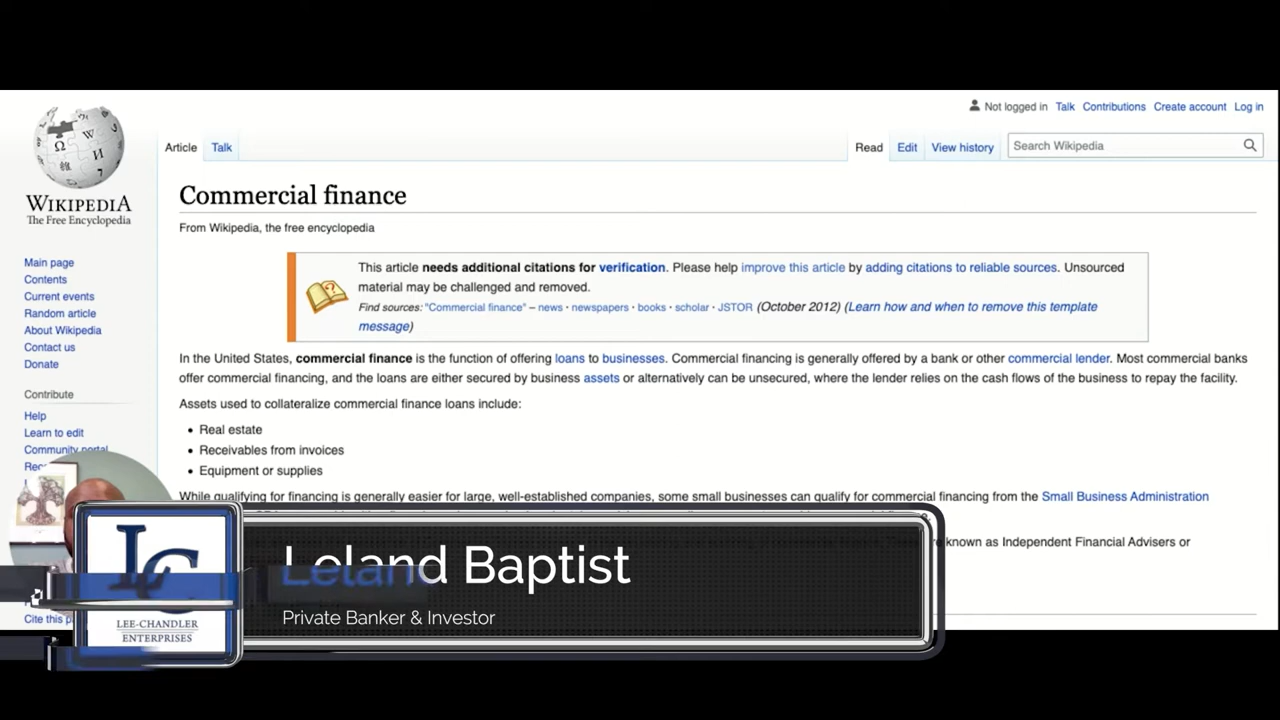 Not logged in Talk Contributions Create account Log in
Article Talk
Read Edit View history Search Wikipedia
WIKIPEDIA
The Free Encyclopedia
Commercial finance
From Wikipedia, the free encyclopedia
This article needs additional citations for verification. Please help improve this article by adding citations to reliable sources. Unsourced
material may be challenged and removed.
Find sources: "Commercial finance" – news · newspapers · books · scholar · JSTOR (October 2012) (Learn how and when to remove this template
message)
In the United States, commercial finance is the function of offering loans to businesses. Commercial financing is generally offered by a bank or other commercial lender. Most commercial banks
offer commercial financing, and the loans are either secured by business assets or alternatively can be unsecured, where the lender relies on the cash flows of the business to repay the facility.
Assets used to collateralize commercial finance loans include:
• Real estate
• Receivables from invoices
• Equipment or supplies
While qualifying for financing is generally easier for large, well-established companies, some small businesses can qualify for commercial financing from the Small Business Administration
known as Independent Financial Advisers or
Main page
Contents
Current events
Random article
About Wikipedia
Contact us
Donate
Contribute
Help
Learn to edit
Community portal
Cite this
LC
LEE-CHANDLER
ENTERPRISES
Leland Baptist
Private Banker & Investor